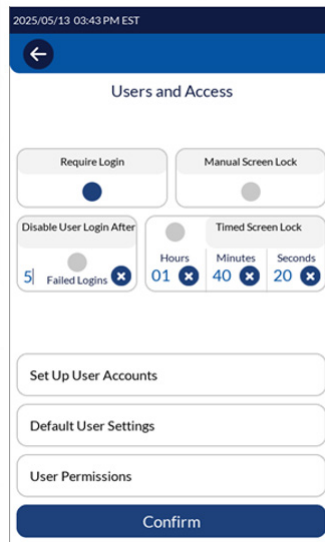 2025/05/13 03:43 PM EST
Users and Access
Require Login
Manual Screen Lock
Disable User Login After
5 Failed Logins
Timed Screen Lock
Hours Minutes Seconds
01 40 20
Set Up User Accounts
Default User Settings
User Permissions
Confirm